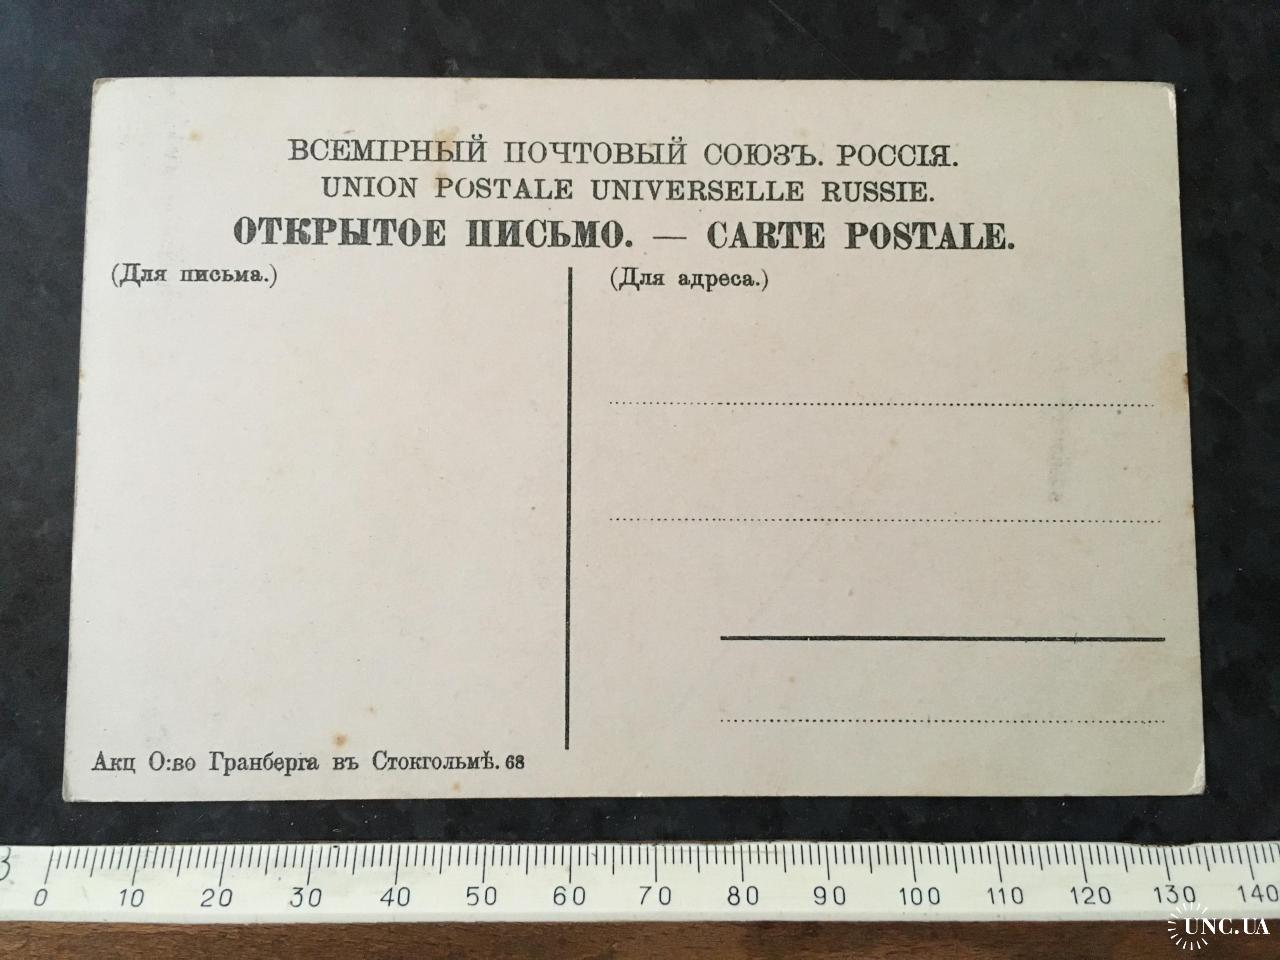 ВСЕМІРНЫЙ ПОЧТОВЫЙ СОЮЗЪ. РОССІЯ.
UNION POSTALE UNIVERSELLE RUSSIE.
ОТКРЫТОЕ ПИСЬМО. — CARTE POSTALE.
(Для письма.)
(Для адреса.)
Акц О:во Гранберга въ Стокгольмѣ. 68
0 10 20 30 40 50 60 70 80 90 100 110 120 130 140
UNC.UA